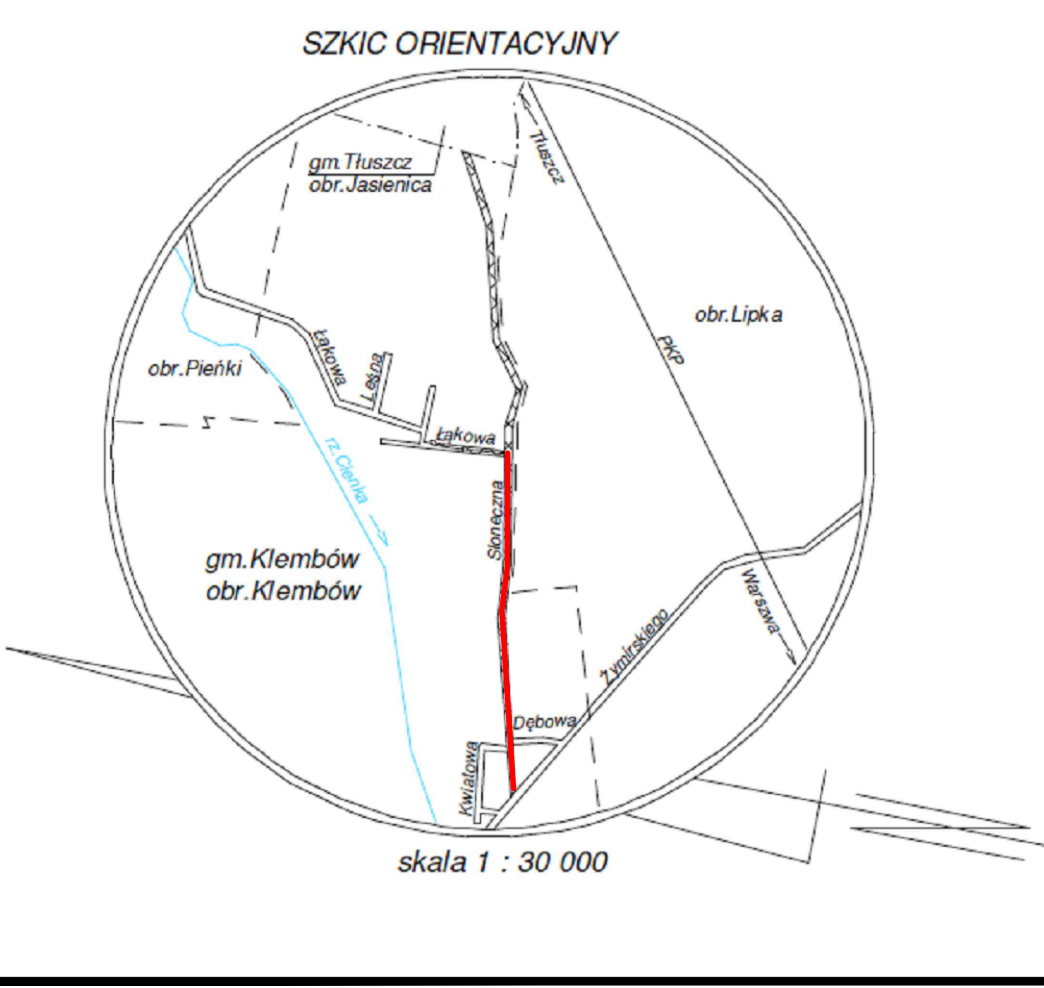 SZKIC ORIENTACYJNY
Tłuszcz
gm.Tłuszcz
obr.Jasienica
obr.Lipka
PKP
Łąkowa
Leśna
obr.Pieńki
Łąkowa
rz.Cienka
Słoneczna
gm.Klembów
obr.Klembów
Warszwa
Żymirskiego
Dębowa
Kwiatowa
skala 1 : 30 000